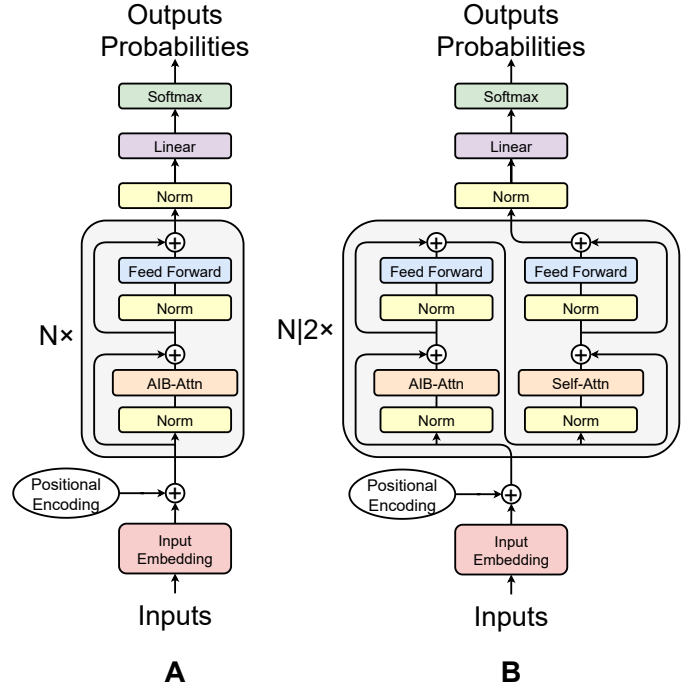 Outputs
Probabilities
Softmax
Linear
Norm
Feed Forward
Norm
N×
AIB-Attn
Norm
Positional
Encoding
Input
Embedding
Inputs
A
Outputs
Probabilities
Softmax
Linear
Norm
Feed Forward
Feed Forward
Norm
Norm
N|2×
AIB-Attn
Self-Attn
Norm
Norm
Positional
Encoding
Input
Embedding
Inputs
B